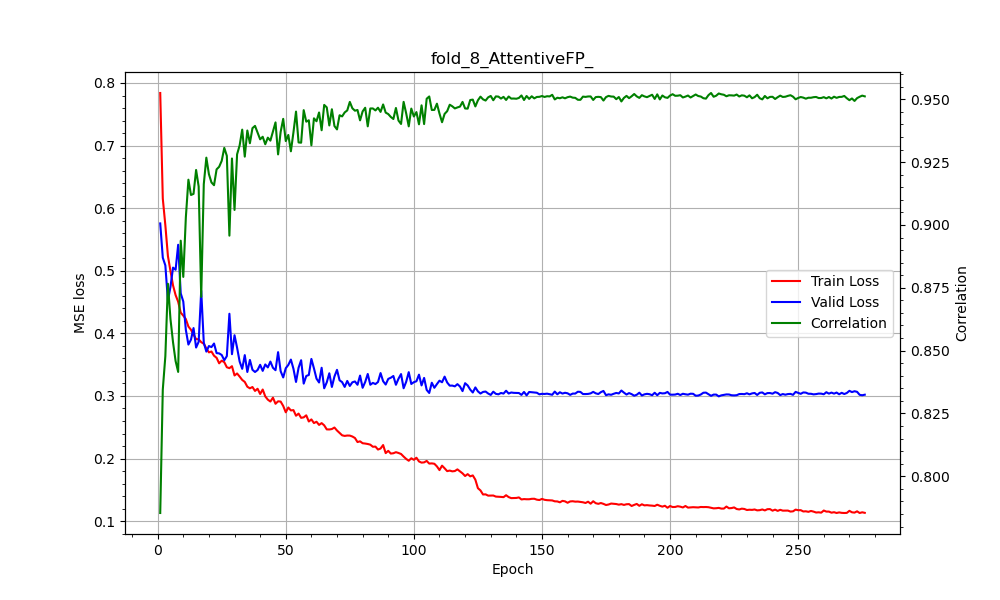 fold_8_AttentiveFP_
MSE loss
0.8
0.7
0.6
0.5
0.4
0.3
0.2
0.1
0.950
0.925
0.900
0.875
0.850
0.825
0.800
Correlation
Train Loss
Valid Loss
Correlation
0 50 100 150 200 250
Epoch